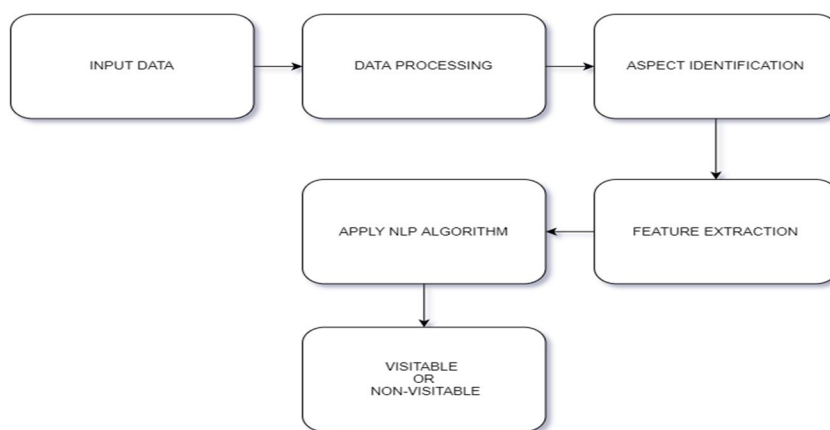 INPUT DATA
DATA PROCESSING
ASPECT IDENTIFICATION
FEATURE EXTRACTION
APPLY NLP ALGORITHM
VISITABLE
OR
NON-VISITABLE